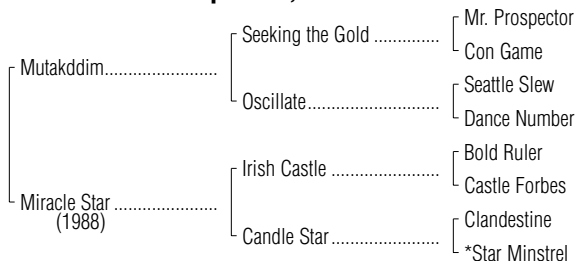 Mr. Prospector
Seeking the Gold ..............
Con Game
Mutakddim.......................
Seattle Slew
Oscillate...........................
Dance Number
Bold Ruler
Irish Castle ......................
Castle Forbes
Miracle Star .....................
(1988)
Clandestine
Candle Star ......................
*Star Minstrel